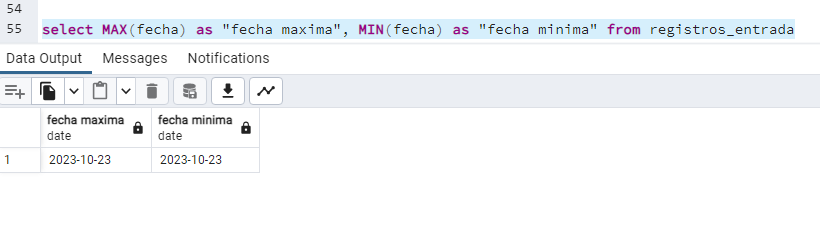 54
55 select MAX(fecha) as "fecha maxima", MIN(fecha) as "fecha minima" from registros_entrada
Data Output Messages Notifications
fecha maxima fecha minima
date date
1 2023-10-23 2023-10-23